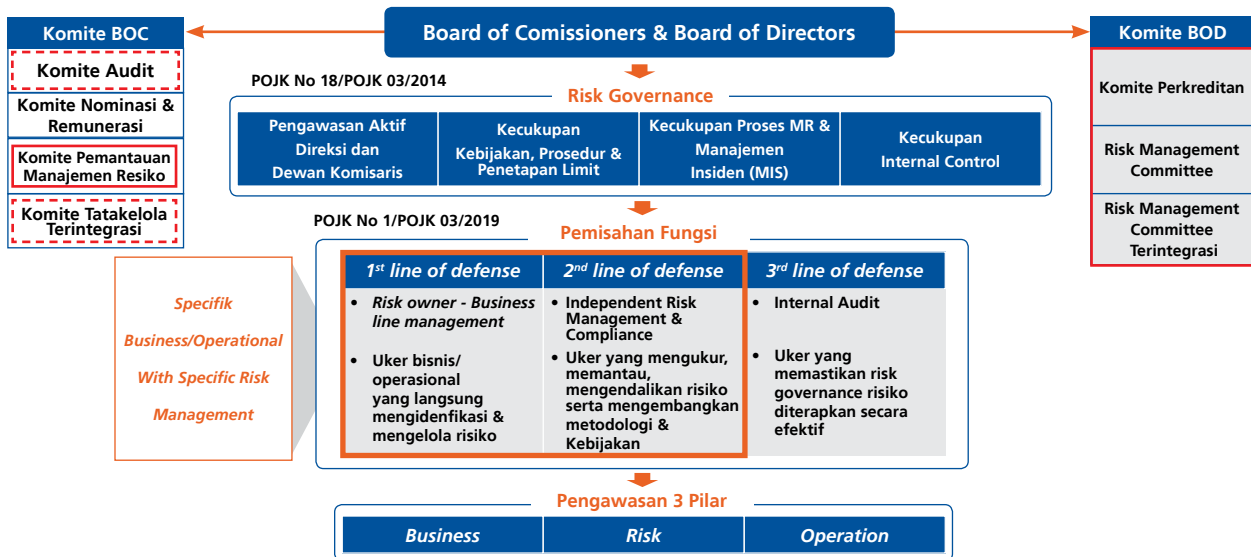 Komite BOC
Komite Audit
Komite Nominasi &
Remunerasi
Komite Pemantauan
Manajemen Resiko
Komite Tatakelola
Terintegrasi
Board of Comissioners & Board of Directors
Komite BOD
Komite Perkreditan
Risk Management
Committee
Risk Management
Committee
Terintegrasi
POJK No 18/POJK 03/2014
Risk Governance
Pengawasan Aktif
Direksi dan
Dewan Komisaris
Kecukupan
Kebijakan, Prosedur &
Penetapan Limit
Kecukupan Proses MR &
Manajemen
Insiden (MIS)
Kecukupan
Internal Control
POJK No 1/POJK 03/2019
Pemisahan Fungsi
Specifik
Business/Operational
With Specific Risk
Management
1st line of defense
• Risk owner - Business
line management
• Uker bisnis/
operasional
yang langsung
mengidenfikasi &
mengelola risiko
2nd line of defense
• Independent Risk
Management &
Compliance
• Uker yang mengukur,
memantau,
mengendalikan risiko
serta mengembangkan
metodologi &
Kebijakan
3rd line of defense
• Internal Audit
• Uker yang
memastikan risk
governance risiko
diterapkan secara
efektif
Pengawasan 3 Pilar
Business
Risk
Operation